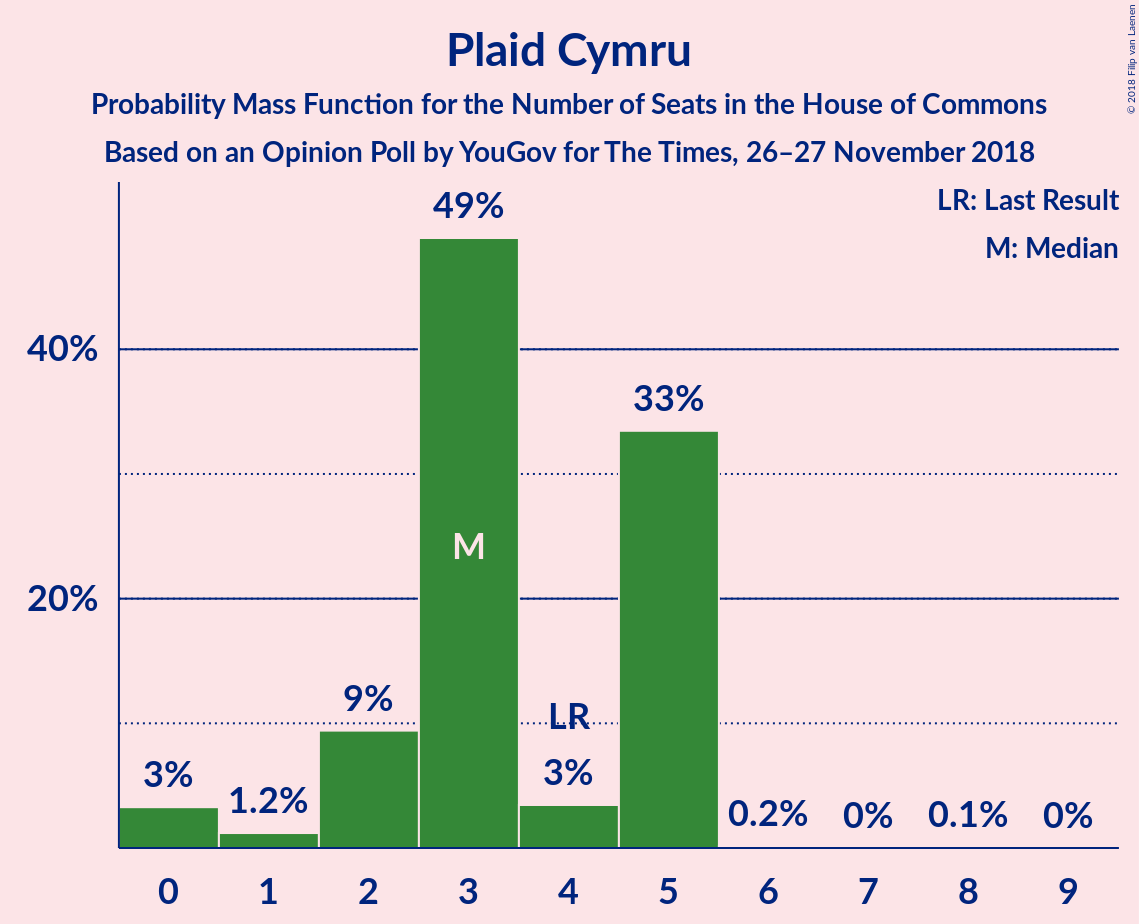 Plaid Cymru
Probability Mass Function for the Number of Seats in the House of Commons
Based on an Opinion Poll by YouGov for The Times, 26–27 November 2018
© 2018 Filip van Laenen
LR: Last Result
M: Median
40%
20%
3%
1.2%
9%
49%
M
LR
3%
33%
0.2%
0%
0.1%
0%
0 1 2 3 4 5 6 7 8 9